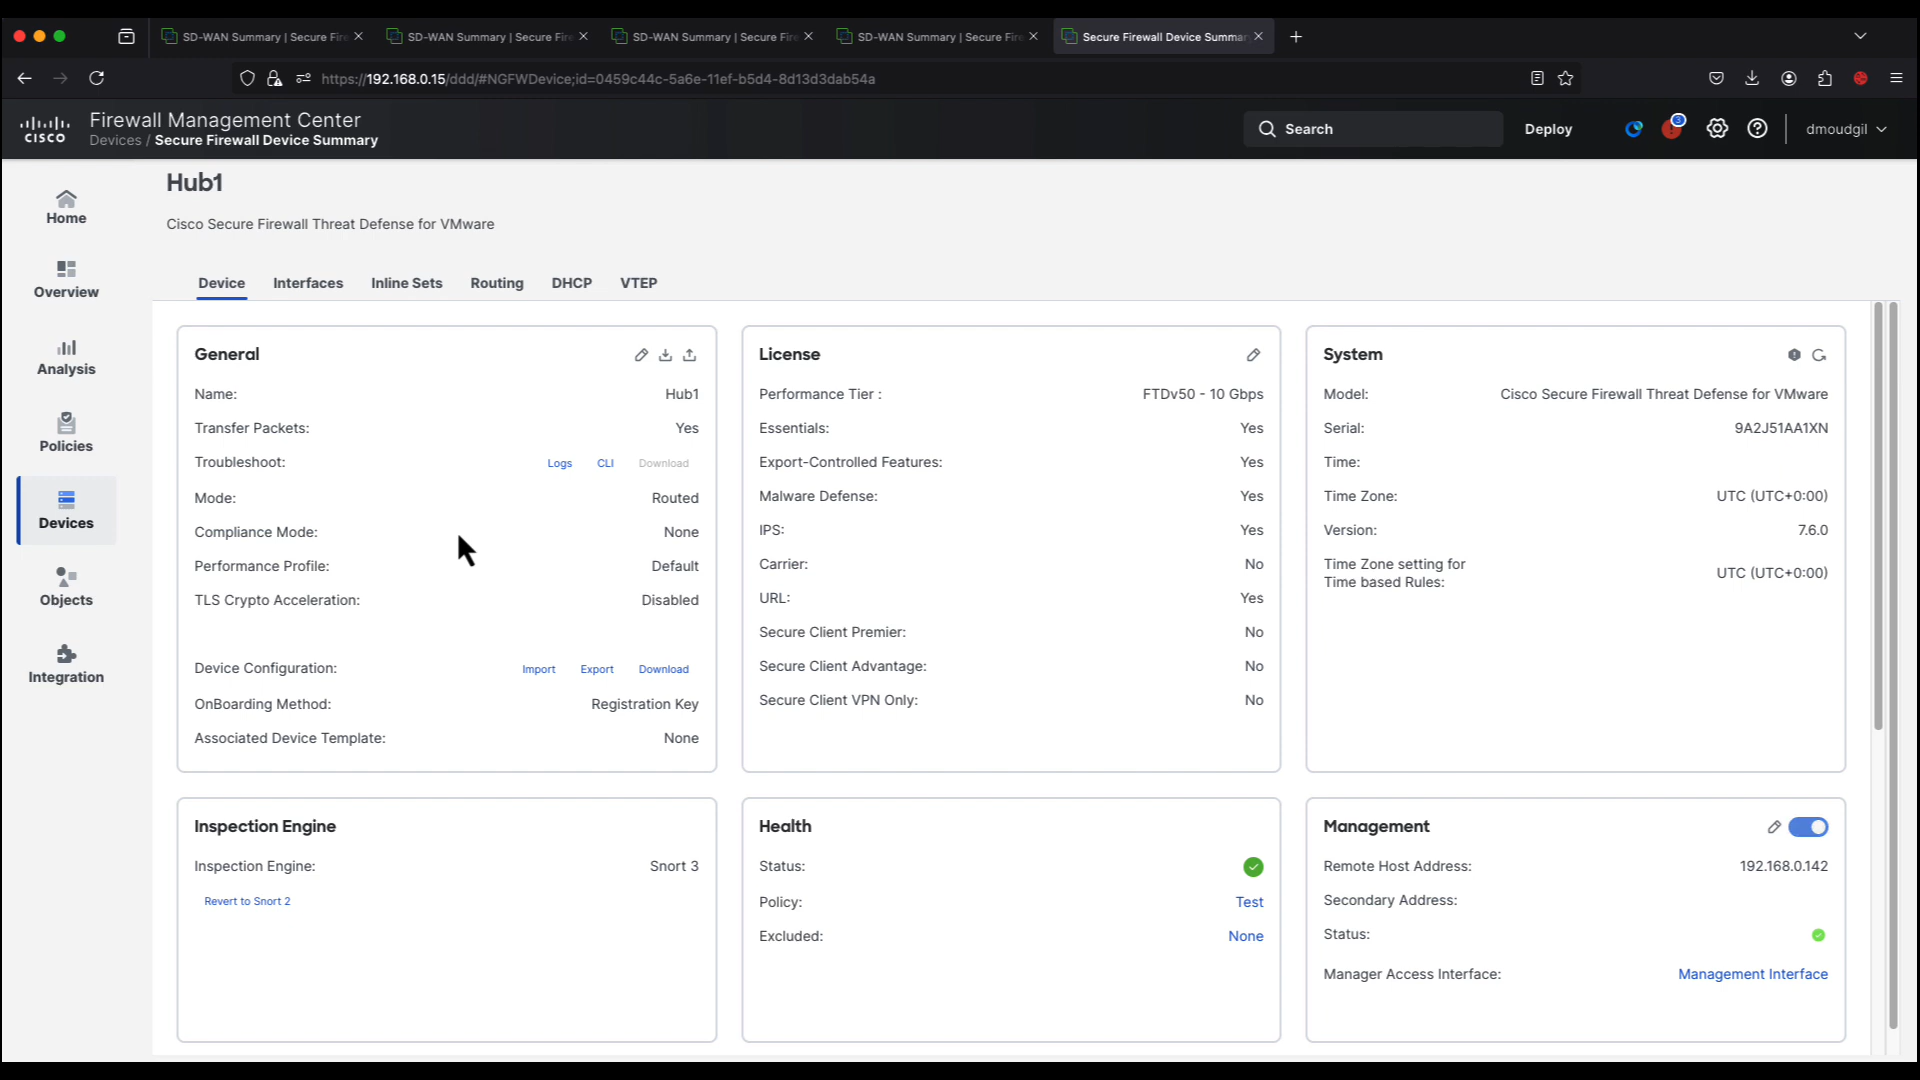 SD-WAN Summary | Secure Fire
SD-WAN Summary | Secure Fire
SD-WAN Summary | Secure Fire
SD-WAN Summary | Secure Fire
Secure Firewall Device Summar
https://192.168.0.15/ddd/#NGFWDevice;id=0459c44c-5a6e-11ef-b5d4-8d13d3dab54a
CISCO
Firewall Management Center
Devices / Secure Firewall Device Summary
Search
Deploy
3
dmoudgil
Home
Overview
Analysis
Policies
Devices
Objects
Integration
Hub1
Cisco Secure Firewall Threat Defense for VMware
Device Interfaces Inline Sets Routing DHCP VTEP
General
Name: Hub1
Transfer Packets: Yes
Troubleshoot: Logs CLI Download
Mode: Routed
Compliance Mode: None
Performance Profile: Default
TLS Crypto Acceleration: Disabled
Device Configuration: Import Export Download
OnBoarding Method: Registration Key
Associated Device Template: None
License
Performance Tier : FTDv50 - 10 Gbps
Essentials: Yes
Export-Controlled Features: Yes
Malware Defense: Yes
IPS: Yes
Carrier: No
URL: Yes
Secure Client Premier: No
Secure Client Advantage: No
Secure Client VPN Only: No
System
Model: Cisco Secure Firewall Threat Defense for VMware
Serial: 9A2J51AA1XN
Time:
Time Zone: UTC (UTC+0:00)
Version: 7.6.0
Time Zone setting for
Time based Rules: UTC (UTC+0:00)
Inspection Engine
Inspection Engine: Snort 3
Revert to Snort 2
Health
Status:
Policy: Test
Excluded: None
Management
Remote Host Address: 192.168.0.142
Secondary Address:
Status:
Manager Access Interface: Management Interface